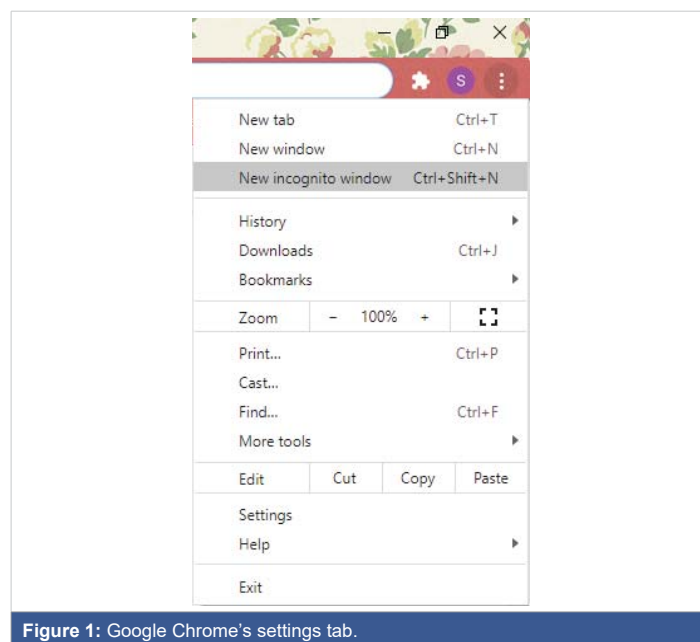 S
New tab Ctrl+T
New window Ctrl+N
New incognito window Ctrl+Shift+N
History
Downloads Ctrl+J
Bookmarks
Zoom - 100% +
Print... Ctrl+P
Cast...
Find... Ctrl+F
More tools
Edit Cut Copy Paste
Settings
Help
Exit
Figure 1: Google Chrome's settings tab.